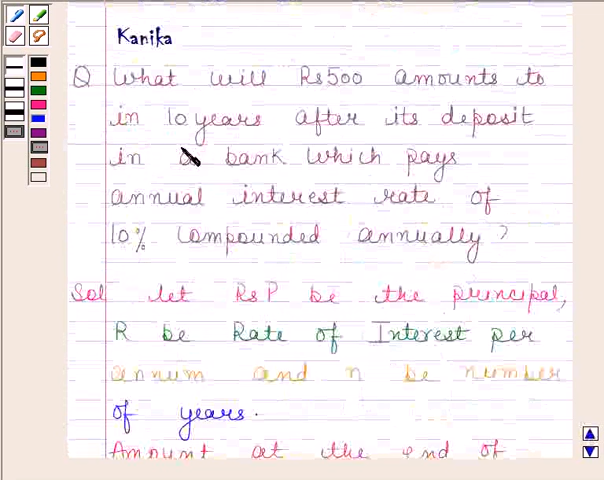 Kanika
Q What will Rs500 amounts to
in 10 years after its deposit
in a bank which pays
annual interest rate of
10% compounded annually?
Sol let Rs P be the principal,
R be Rate of Interest per
annum and n be number
of years.
Amount at the end of